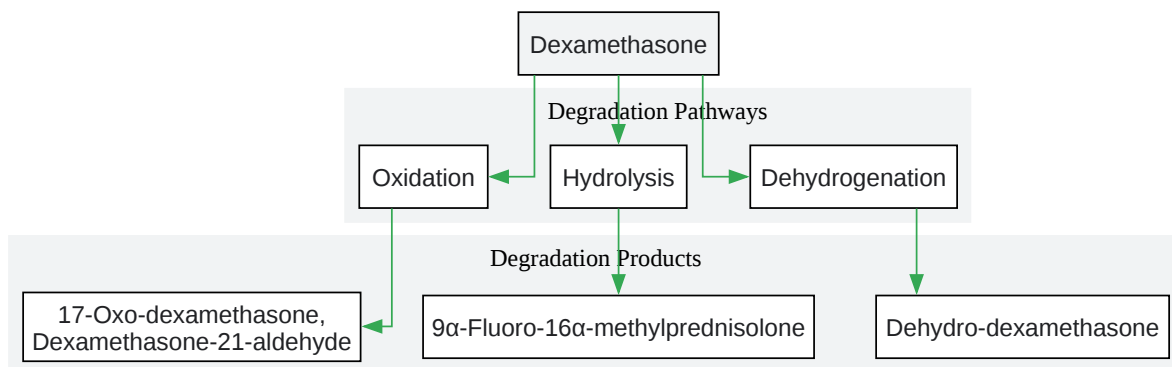 Dexamethasone
Degradation Pathways
Oxidation
Hydrolysis
Dehydrogenation
Degradation Products
17-Oxo-dexamethasone,
Dexamethasone-21-aldehyde
9α-Fluoro-16α-methylprednisolone
Dehydro-dexamethasone